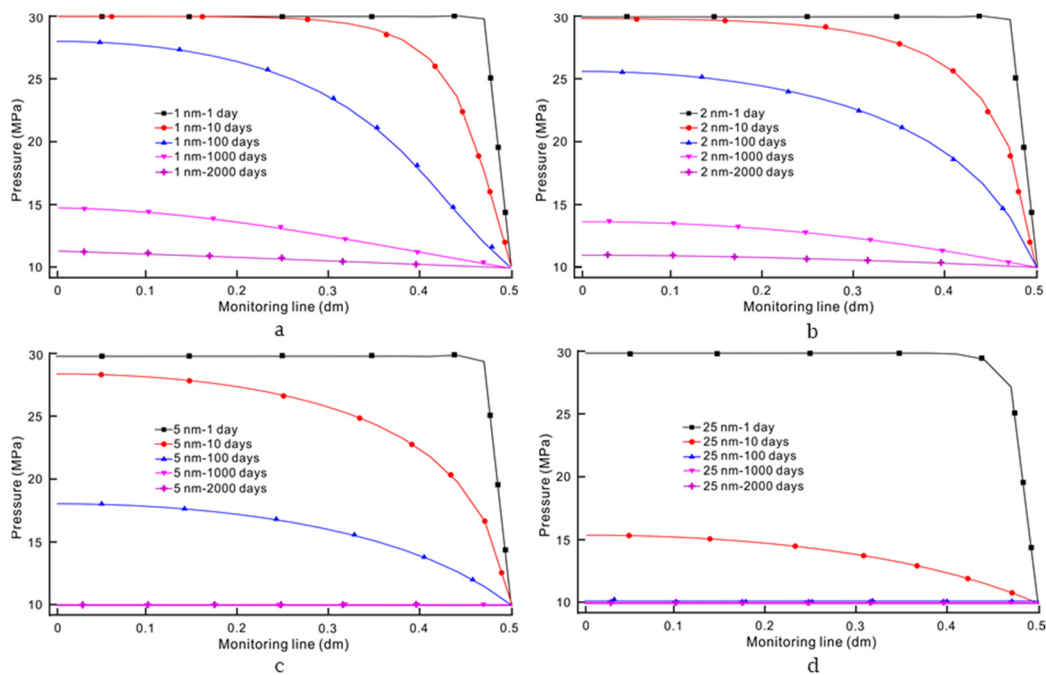 30
25
20
15
10
Pressure (MPa)
1 nm-1 day
1 nm-10 days
1 nm-100 days
1 nm-1000 days
1 nm-2000 days
0 0.1 0.2 0.3 0.4 0.5
Monitoring line (dm)
a
30
25
20
15
10
Pressure (MPa)
2 nm-1 day
2 nm-10 days
2 nm-100 days
2 nm-1000 days
2 nm-2000 days
0 0.1 0.2 0.3 0.4 0.5
Monitoring line (dm)
b
30
25
20
15
10
Pressure (MPa)
5 nm-1 day
5 nm-10 days
5 nm-100 days
5 nm-1000 days
5 nm-2000 days
0 0.1 0.2 0.3 0.4 0.5
Monitoring line (dm)
c
30
25
20
15
10
Pressure (MPa)
25 nm-1 day
25 nm-10 days
25 nm-100 days
25 nm-1000 days
25 nm-2000 days
0 0.1 0.2 0.3 0.4 0.5
Monitoring line (dm)
d